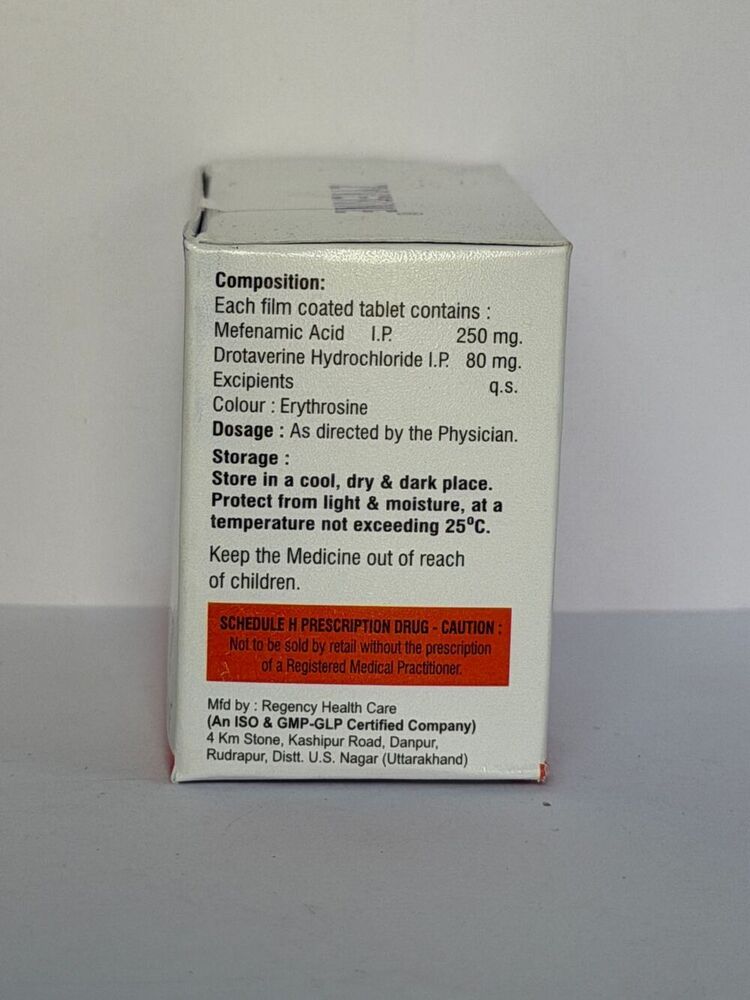 Composition:
Each film coated tablet contains :
Mefenamic Acid I.P. 250 mg.
Drotaverine Hydrochloride I.P. 80 mg.
Excipients q.s.
Colour : Erythrosine
Dosage : As directed by the Physician.
Storage :
Store in a cool, dry & dark place.
Protect from light & moisture, at a
temperature not exceeding 25⁰C.
Keep the Medicine out of reach
of children.
SCHEDULE H PRESCRIPTION DRUG - CAUTION :
Not to be sold by retail without the prescription
of a Registered Medical Practitioner.
Mfd by : Regency Health Care
(An ISO & GMP-GLP Certified Company)
4 Km Stone, Kashipur Road, Danpur,
Rudrapur, Distt. U.S. Nagar (Uttarakhand)